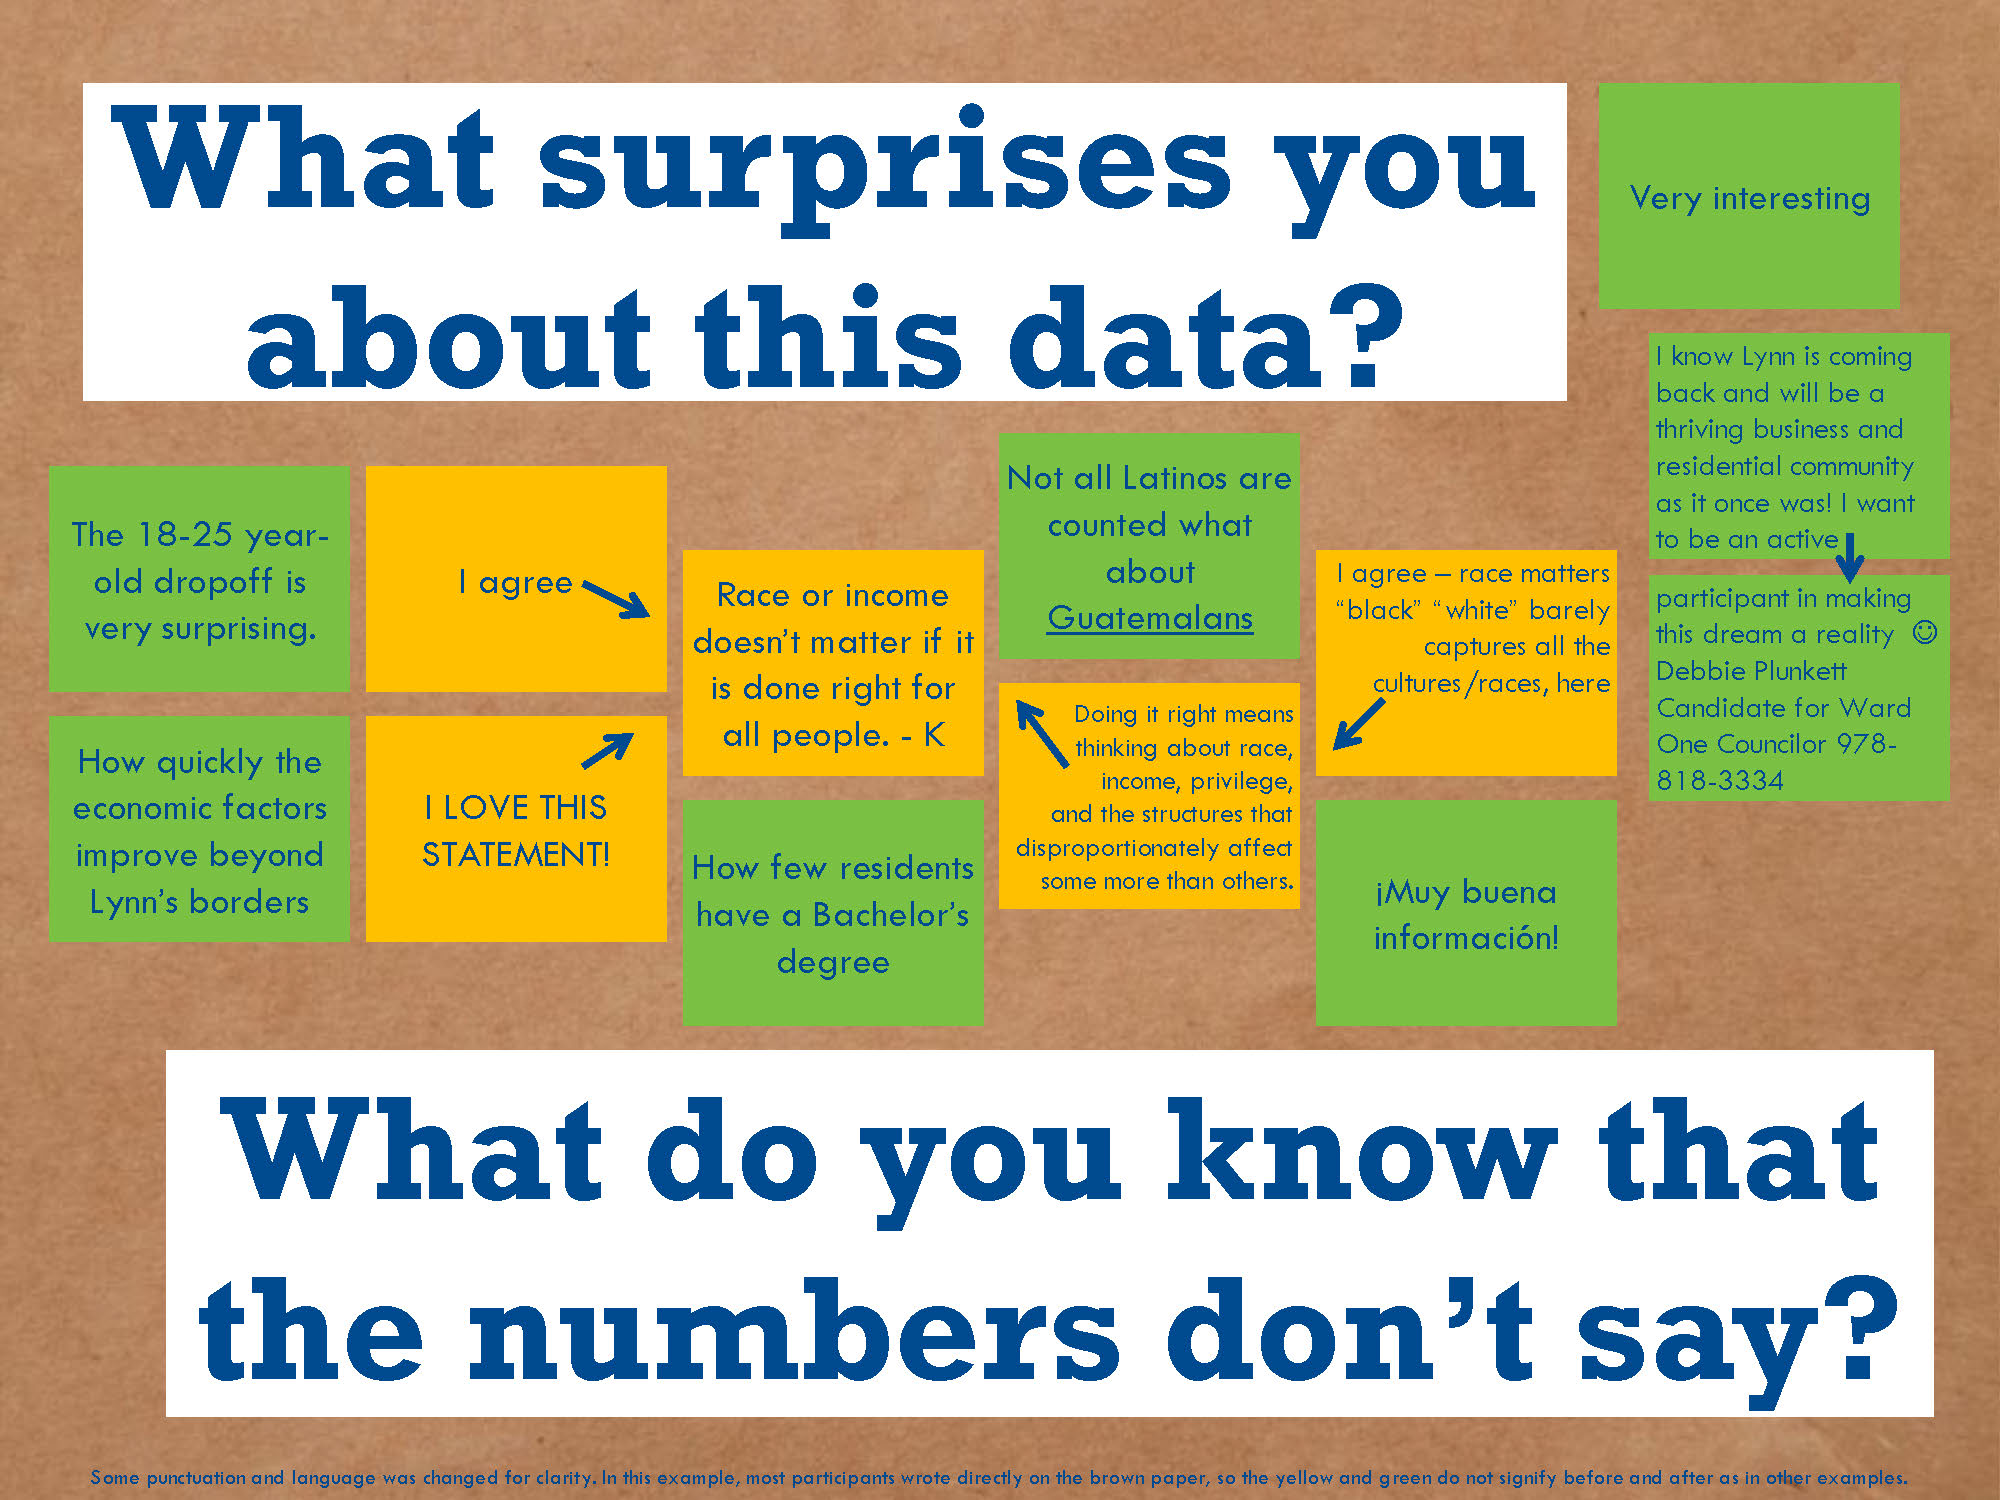 What surprises you
about this data?
Very interesting
I know Lynn is coming
back and will be a
thriving business and
residential community
as it once was! I want
to be an active
participant in making
this dream a reality ☺
Debbie Plunkett
Candidate for Ward
One Councilor 978-
818-3334
The 18-25 year-
old dropoff is
very surprising.
I agree
Race or income
doesn’t matter if it
is done right for
all people. - K
Not all Latinos are
counted what
about
Guatemalans
I agree – race matters
“black” “white” barely
captures all the
cultures/races, here
How quickly the
economic factors
improve beyond
Lynn’s borders
I LOVE THIS
STATEMENT!
How few residents
have a Bachelor’s
degree
Doing it right means
thinking about race,
income, privilege,
and the structures that
disproportionately affect
some more than others.
¡Muy buena
información!
What do you know that
the numbers don’t say?
Some punctuation and language was changed for clarity. In this example, most participants wrote directly on the brown paper, so the yellow and green do not signify before and after as in other examples.